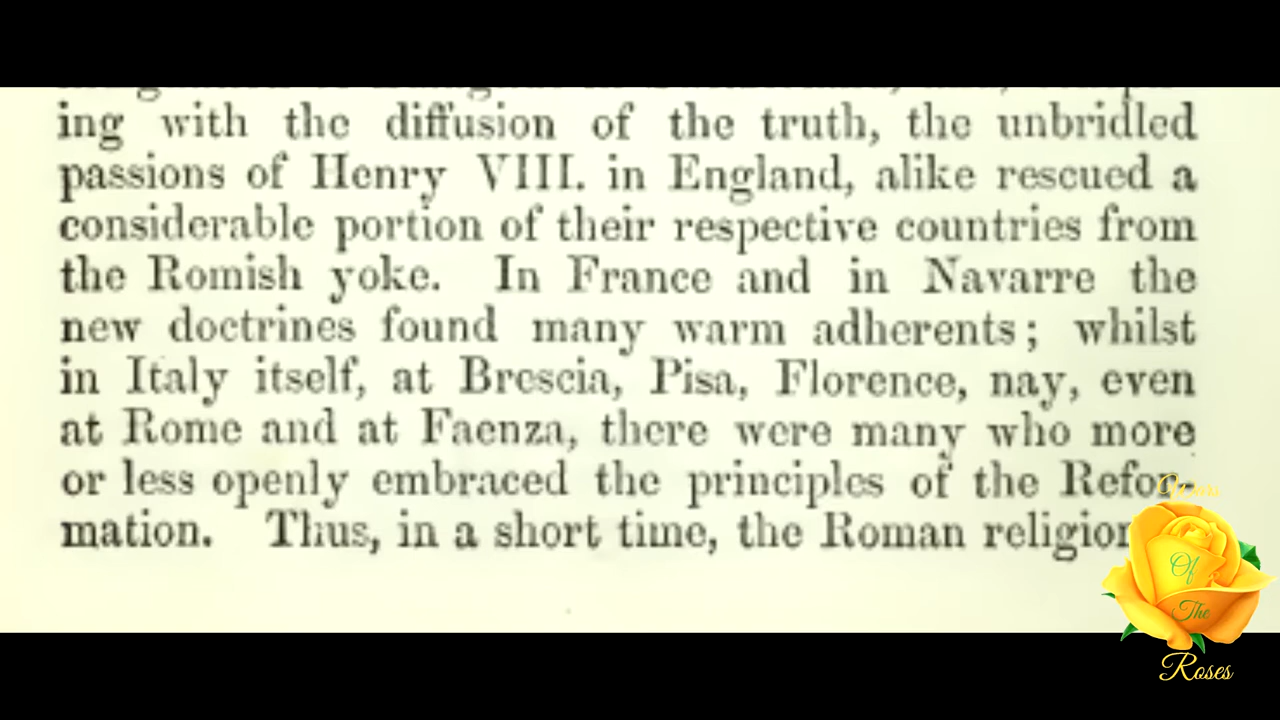 ing with the diffusion of the truth, the unbridled
passions of Henry VIII. in England, alike rescued a
considerable portion of their respective countries from
the Romish yoke. In France and in Navarre the
new doctrines found many warm adherents; whilst
in Italy itself, at Brescia, Pisa, Florence, nay, even
at Rome and at Faenza, there were many who more
or less openly embraced the principles of the Refor-
mation. Thus, in a short time, the Roman religion
Wars
Of
The
Roses